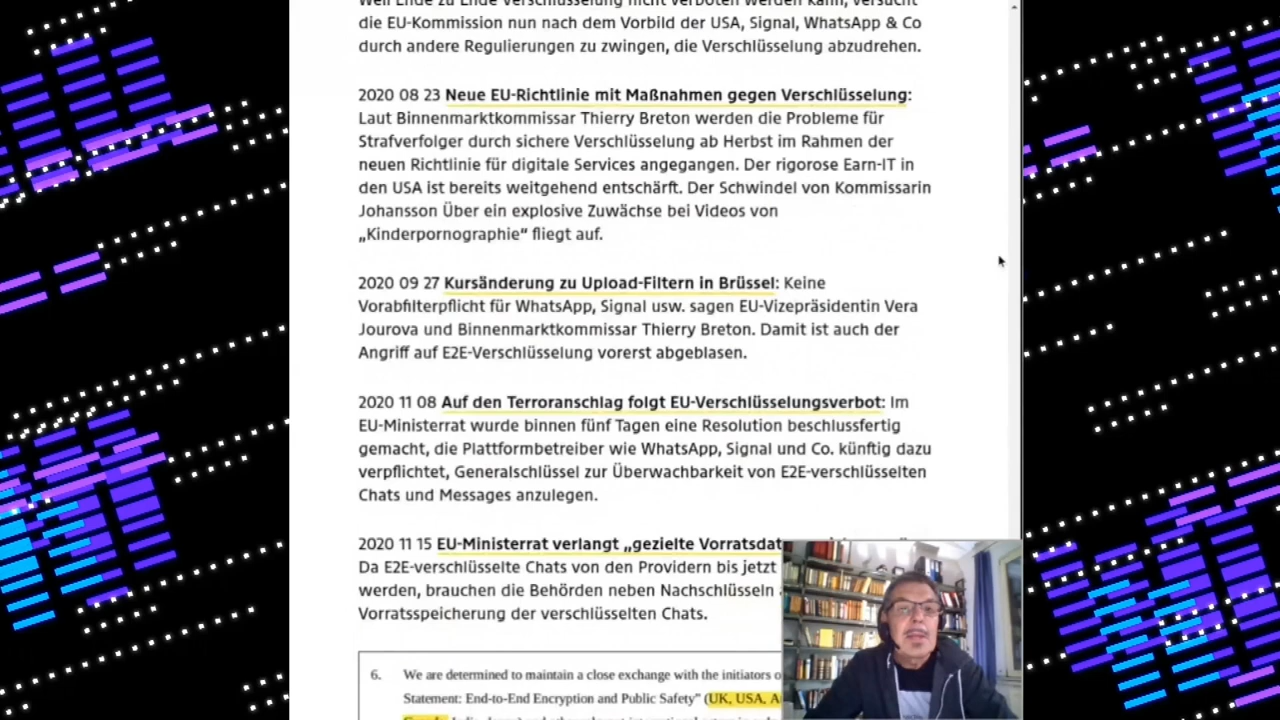 Weil Ende zu Ende Verschlüsselung nicht verboten werden kann, versucht
die EU-Kommission nun nach dem Vorbild der USA, Signal, WhatsApp & Co
durch andere Regulierungen zu zwingen, die Verschlüsselung abzudrehen.
2020 08 23 Neue EU-Richtlinie mit Maßnahmen gegen Verschlüsselung:
Laut Binnenmarktkommissar Thierry Breton werden die Probleme für
Strafverfolger durch sichere Verschlüsselung ab Herbst im Rahmen der
neuen Richtlinie für digitale Services angegangen. Der rigorose Earn-IT in
den USA ist bereits weitgehend entschärft. Der Schwindel von Kommissarin
Johansson Über ein explosive Zuwächse bei Videos von
„Kinderpornographie“ fliegt auf.
2020 09 27 Kursänderung zu Upload-Filtern in Brüssel: Keine
Vorabfilterpflicht für WhatsApp, Signal usw. sagen EU-Vizepräsidentin Vera
Jourova und Binnenmarktkommissar Thierry Breton. Damit ist auch der
Angriff auf E2E-Verschlüsselung vorerst abgeblasen.
2020 11 08 Auf den Terroranschlag folgt EU-Verschlüsselungsverbot: Im
EU-Ministerrat wurde binnen fünf Tagen eine Resolution beschlussfertig
gemacht, die Plattformbetreiber wie WhatsApp, Signal und Co. künftig dazu
verpflichtet, Generalschlüssel zur Überwachbarkeit von E2E-verschlüsselten
Chats und Messages anzulegen.
2020 11 15 EU-Ministerrat verlangt „gezielte
Da E2E-verschlüsselte Chats von den Providern bis jetzt
werden, brauchen die Behörden neben Nachschlüsseln
Vorratsspeicherung der verschlüsselten Chats.
6. We are determined to maintain a close exchange with the initiators
Statement: End-to-End Encryption and Public Safety” (UK, USA,